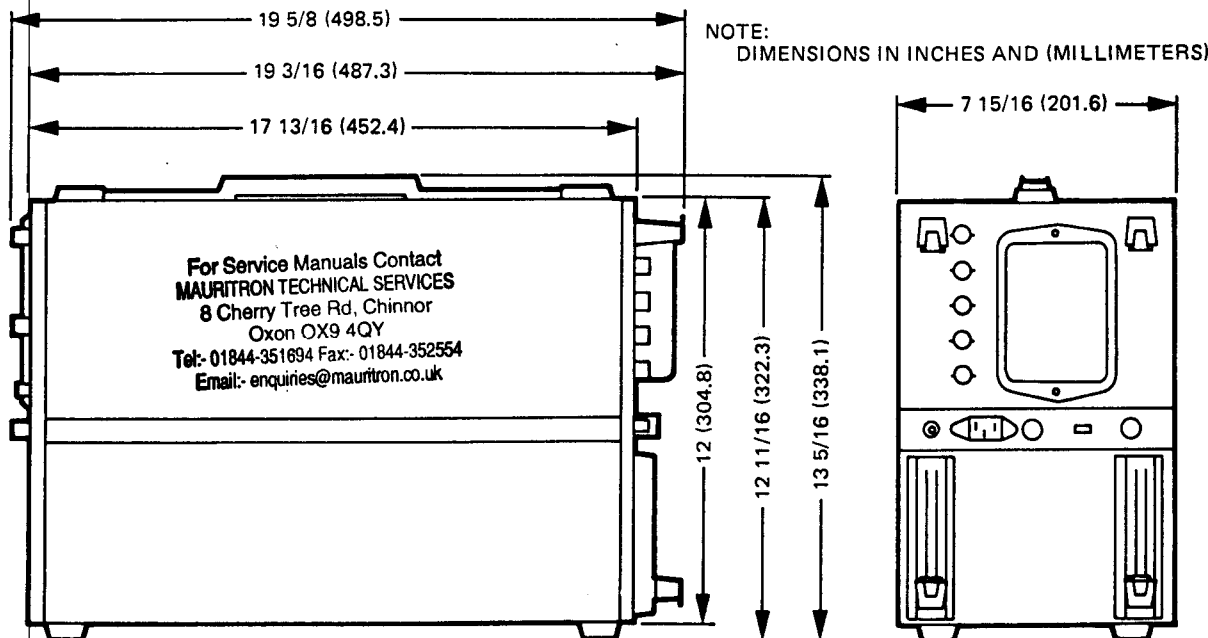 19 5/8 (498.5)
NOTE:
DIMENSIONS IN INCHES AND (MILLIMETERS)
19 3/16 (487.3)
7 15/16 (201.6)
17 13/16 (452.4)
For Service Manuals Contact
MAURITRON TECHNICAL SERVICES
8 Cherry Tree Rd, Chinnor
Oxon OX9 4QY
Tel:- 01844-351694 Fax:- 01844-352554
Email:- enquiries@mauritron.co.uk
12 (304.8)
12 11/16 (322.3)
13 5/16 (338.1)